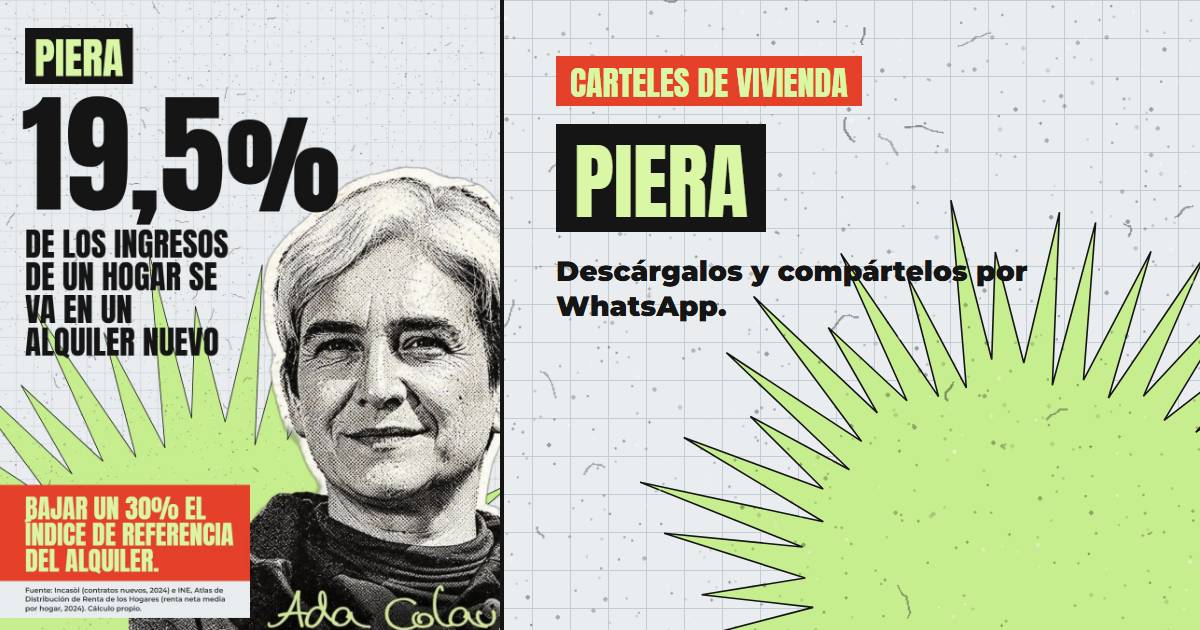 PIERA
19,5%
DE LOS INGRESOS
DE UN HOGAR SE
VA EN UN
ALQUILER NUEVO
BAJAR UN 30% EL
ÍNDICE DE REFERENCIA
DEL ALQUILER.
Fuente: Incasòl (contratos nuevos, 2024) e INE, Atlas de
Distribución de Renta de los Hogares (renta neta media
por hogar, 2024). Cálculo propio.
Ada Colau
CARTELES DE VIVIENDA
PIERA
Descárgalos y compártelos por
WhatsApp.